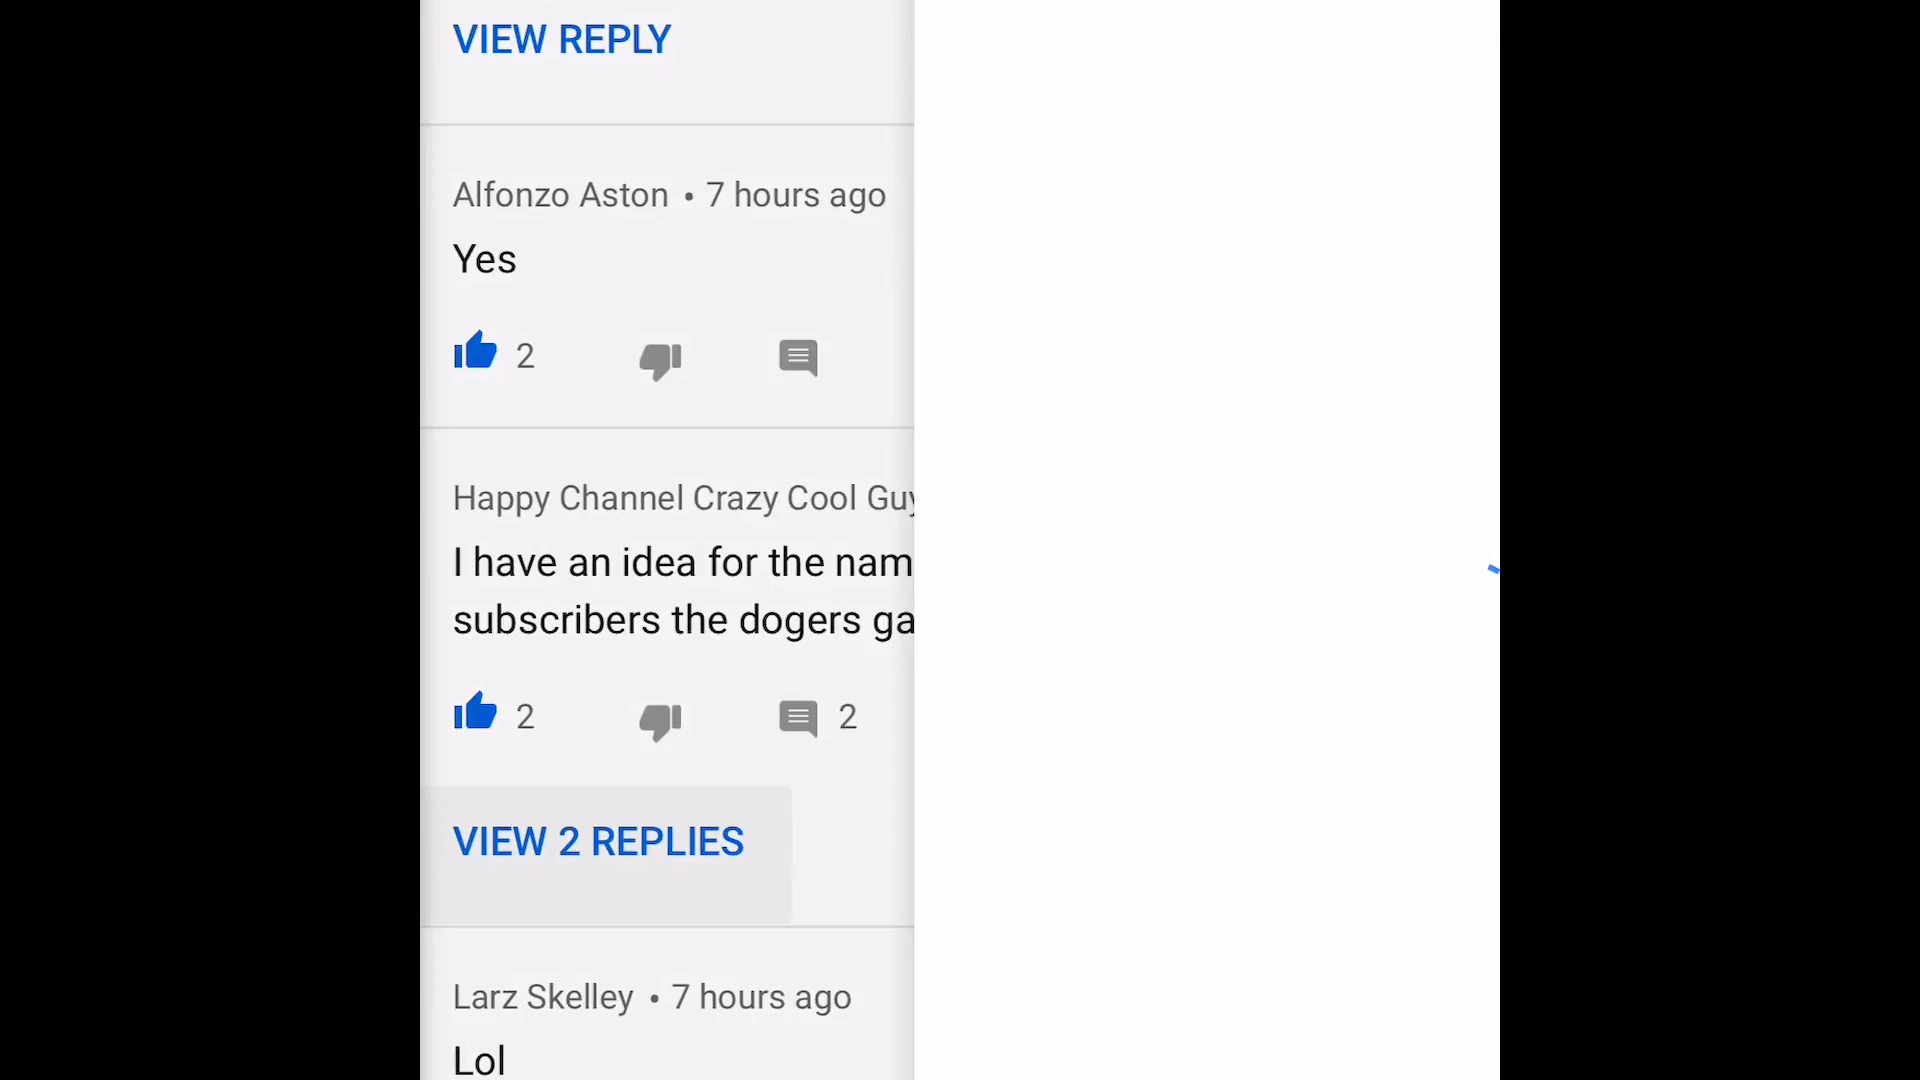 VIEW REPLY
Alfonzo Aston • 7 hours ago
Yes
2
Happy Channel Crazy Cool Guy
I have an idea for the nam
subscribers the dogers ga
2 2
VIEW 2 REPLIES
Larz Skelley • 7 hours ago
Lol